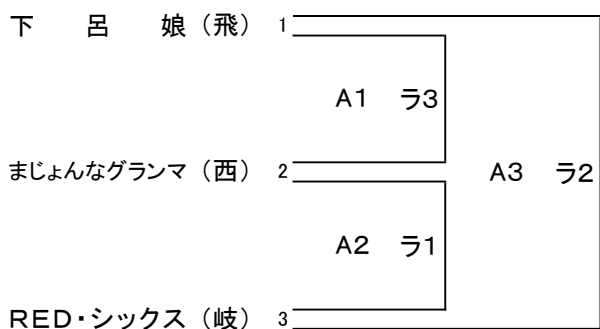 下　呂　娘（飛） 1
A1　ラ3
まじょんなグランマ（西） 2
A3　ラ2
A2　ラ1
RED・シックス（岐） 3